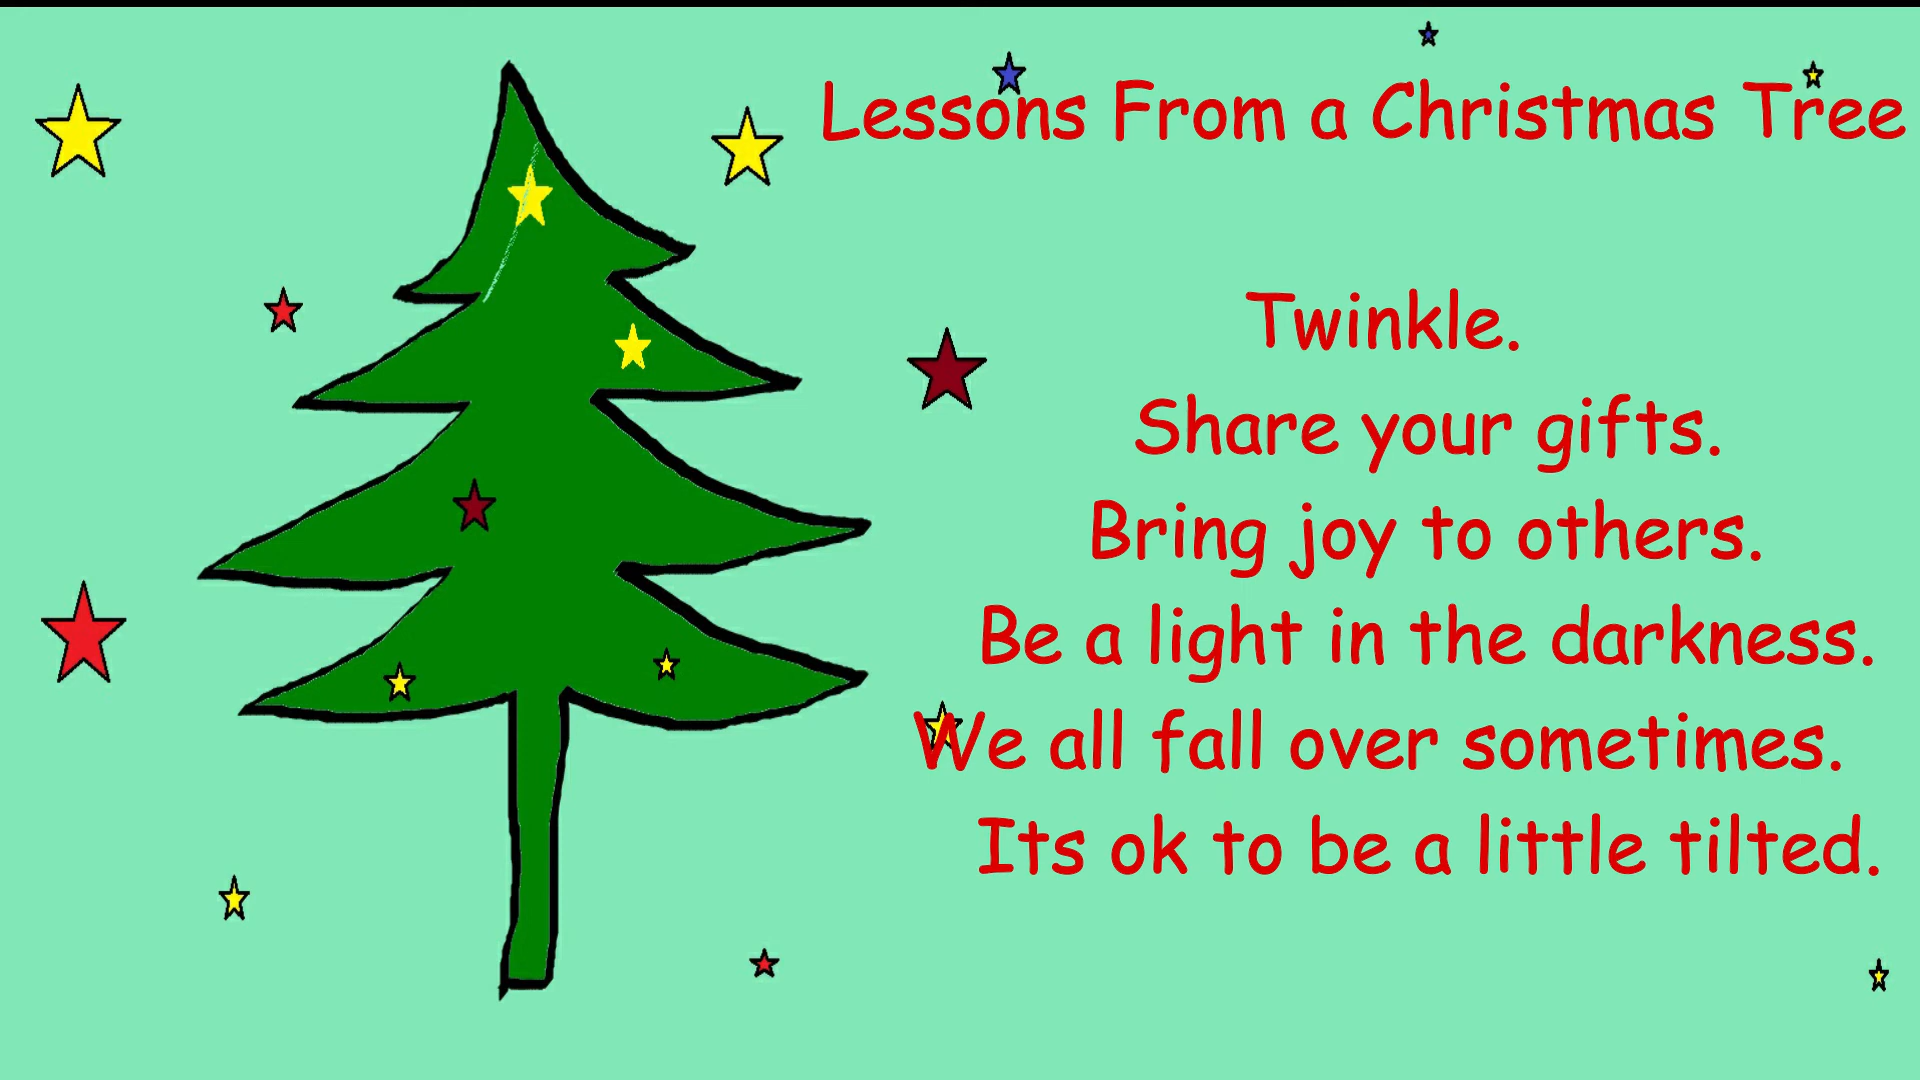 Lessons From a Christmas Tree
Twinkle.
Share your gifts.
Bring joy to others.
Be a light in the darkness.
We all fall over sometimes.
Its ok to be a little tilted.